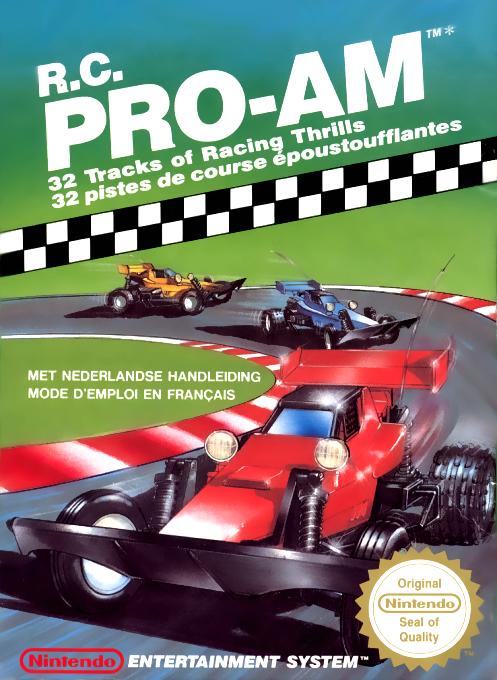 R.C.
PRO-AM™*
32 Tracks of Racing Thrills
32 pistes de course époustoufflantes
MET NEDERLANDSE HANDLEIDING
MODE D'EMPLOI EN FRANÇAIS
Original
Nintendo
Seal of
Quality
TM
Nintendo ENTERTAINMENT SYSTEM™